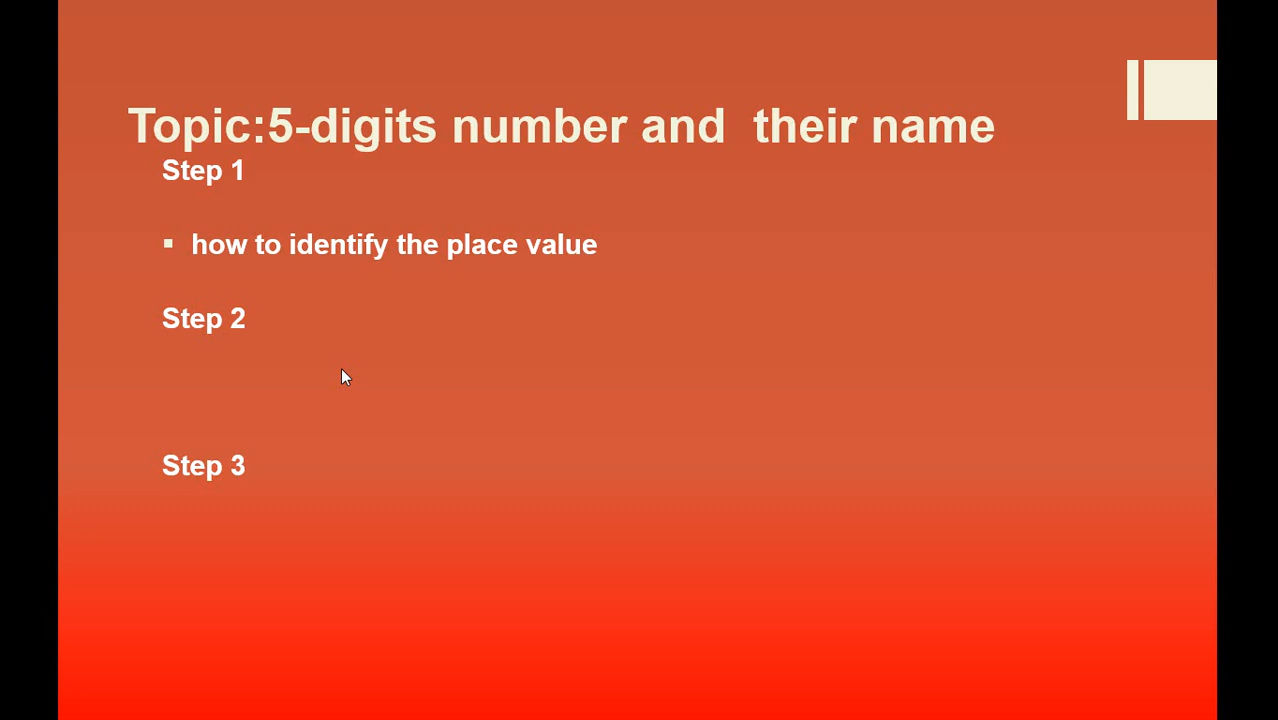 Topic:5-digits number and  their name
Step 1
▪ how to identify the place value
Step 2
Step 3